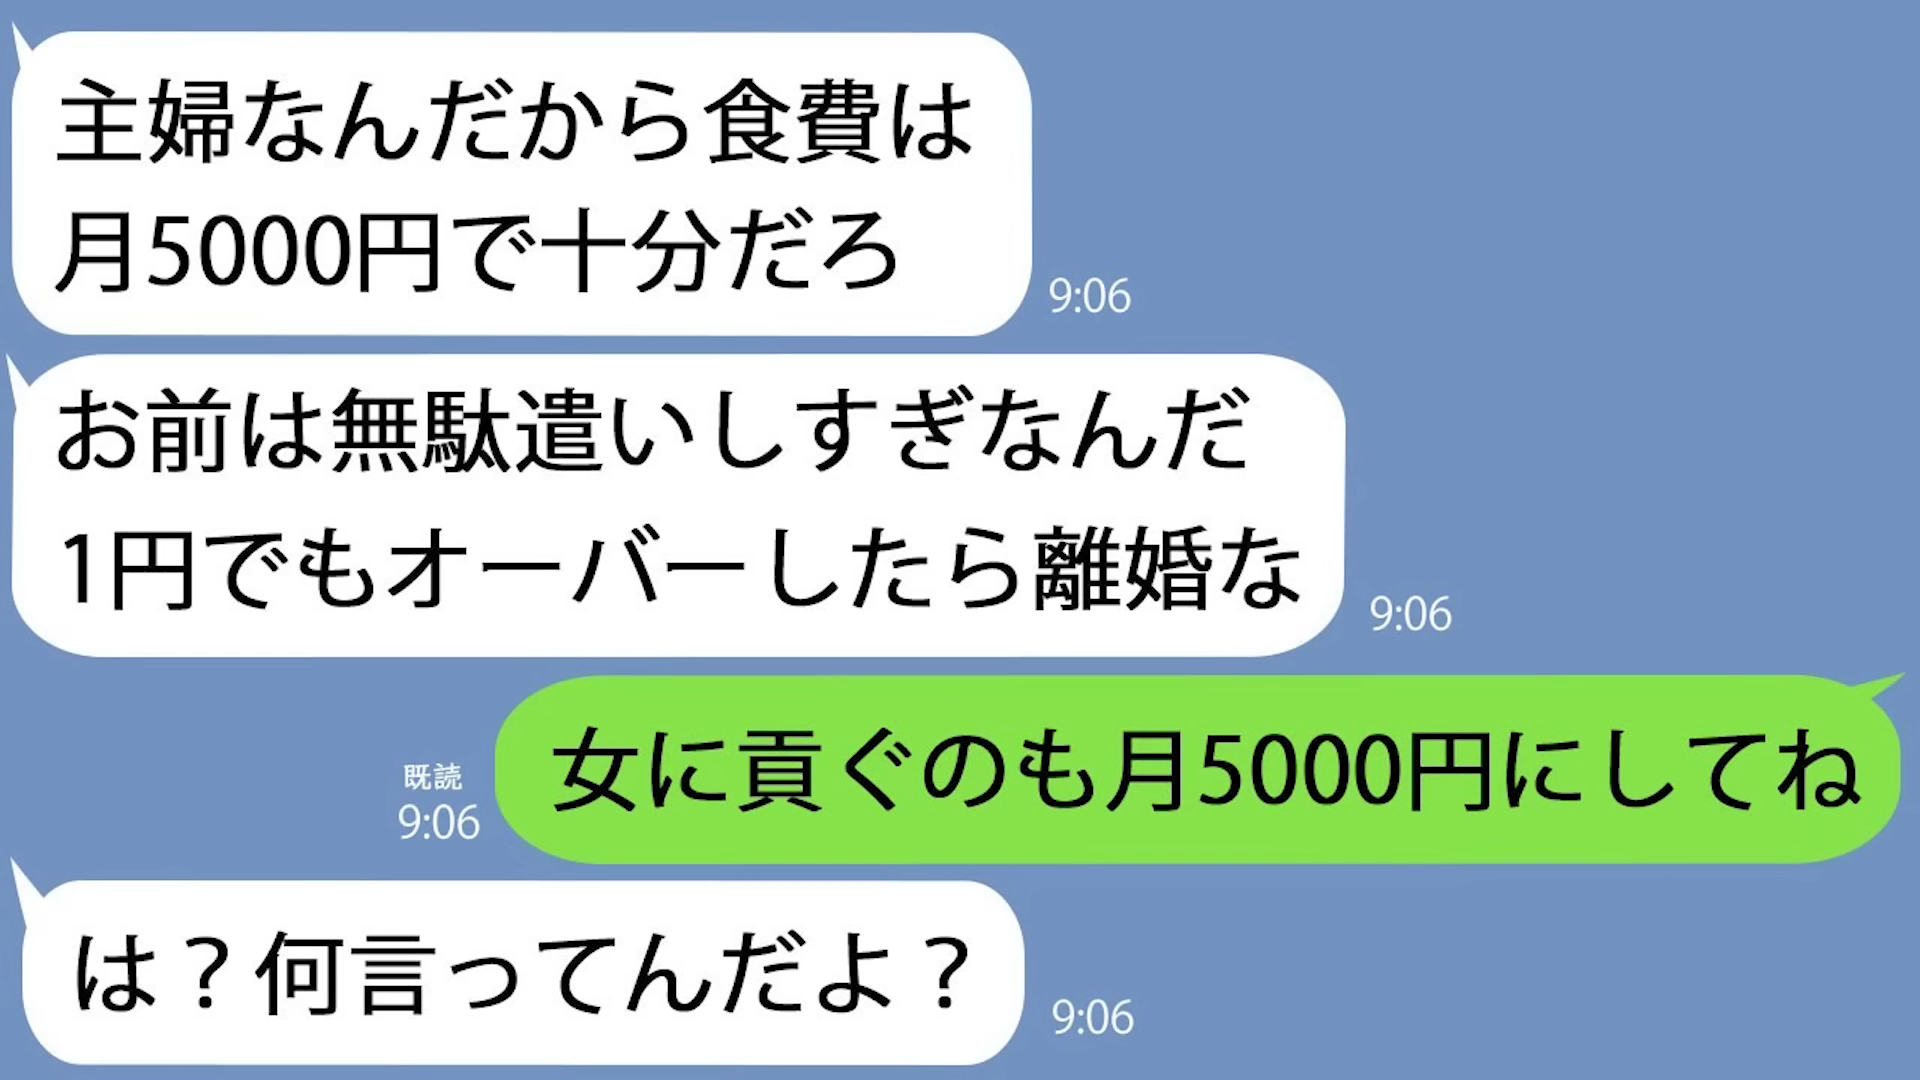 主婦なんだから食費は
月5000円で十分だろ
9:06
お前は無駄遣いしすぎなんだ
1円でもオーバーしたら離婚な
9:06
女に貢ぐのも月5000円にしてね
既読
9:06
は？何言ってんだよ？
9:06